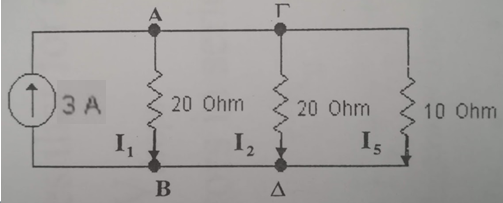 A Γ
3 A 20 Ohm 20 Ohm 10 Ohm
I₁ I₂ I₅
B Δ